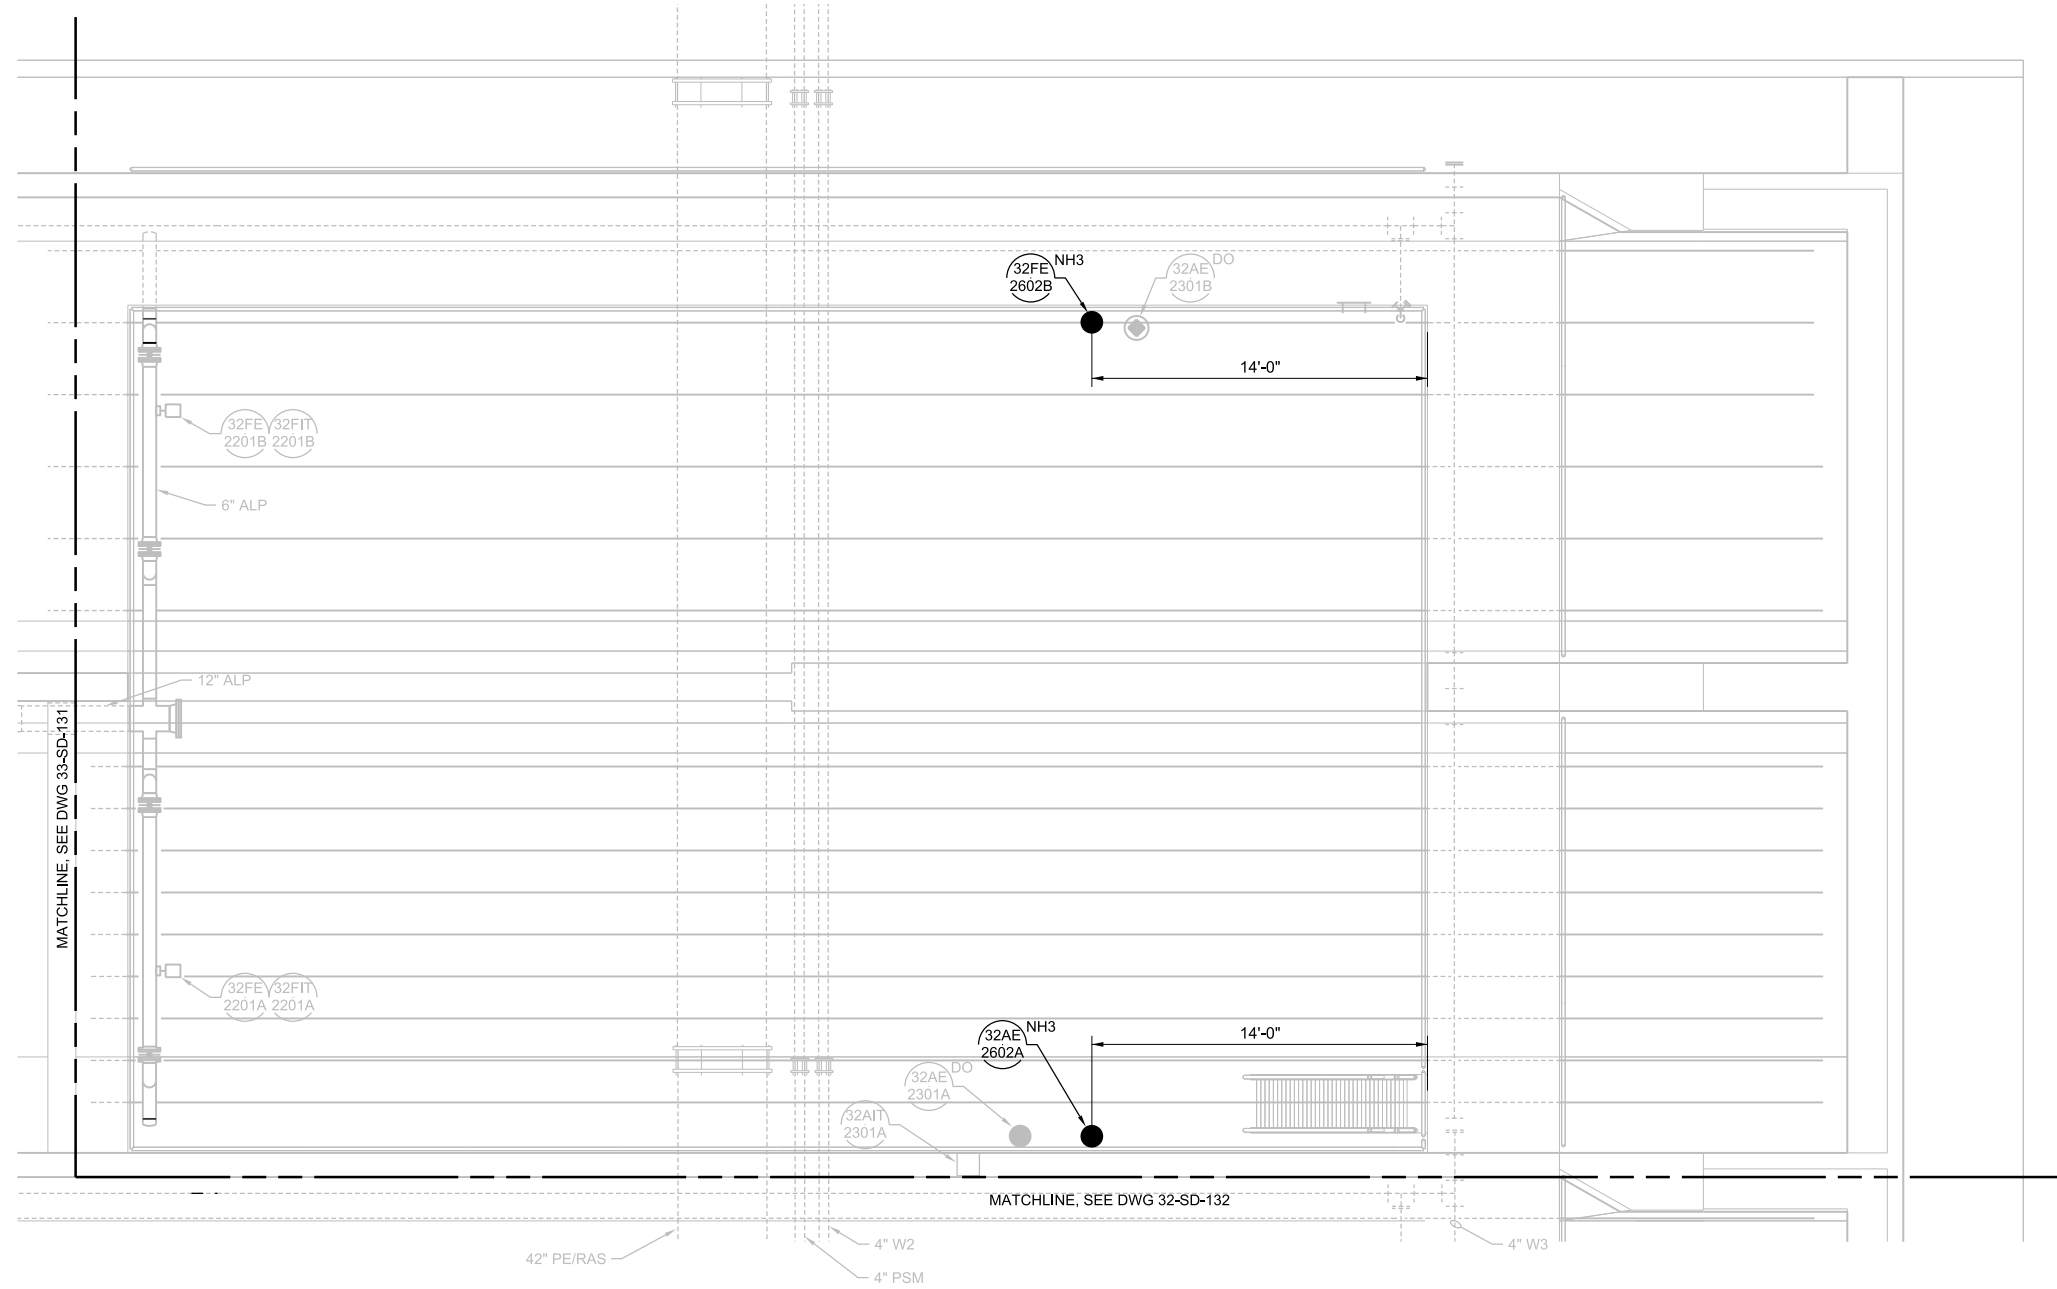 32FE
2602B
NH3
32AE
2301B
DO
14'-0"
32FE
2201B
32FIT
2201B
6" ALP
12" ALP
MATCHLINE, SEE DWG 33-SD-131
32FE
2201A
32FIT
2201A
32AE
2602A
NH3
14'-0"
32AE
2301A
DO
32AIT
2301A
MATCHLINE, SEE DWG 32-SD-132
42" PE/RAS
4" W2
4" PSM
4" W3